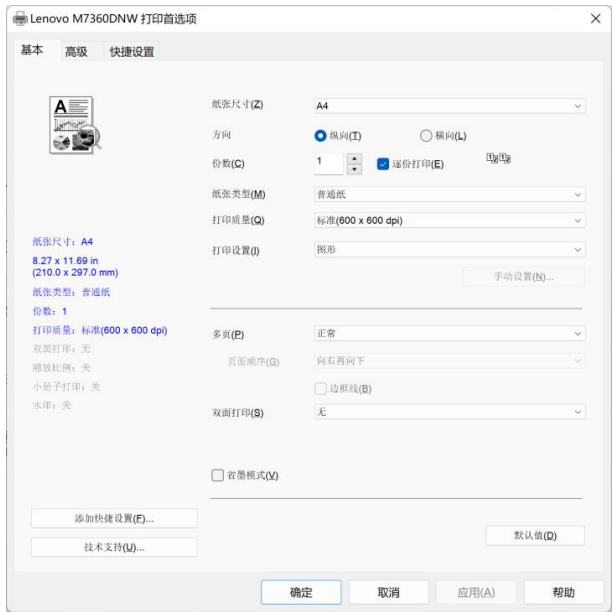 Lenovo M7360DNW 打印首选项
基本 高级 快捷设置
纸张尺寸(Z) A4
方向 纵向(T) 横向(L)
份数(C) 1 逐份打印(E)
纸张类型(M) 普通纸
打印质量(Q) 标准(600 x 600 dpi)
打印设置(I) 图形
手动设置(N)...
纸张尺寸: A4
8.27 x 11.69 in
(210.0 x 297.0 mm)
纸张类型: 普通纸
份数: 1
打印质量: 标准(600 x 600 dpi)
双面打印: 无
缩放比例: 关
小册子打印: 关
水印: 关
多页(P) 正常
页面顺序(G) 向右再向下
边框线(B)
双面打印(S) 无
省墨模式(V)
添加快捷设置(F)...
技术支持(U)...
默认值(D)
确定 取消 应用(A) 帮助